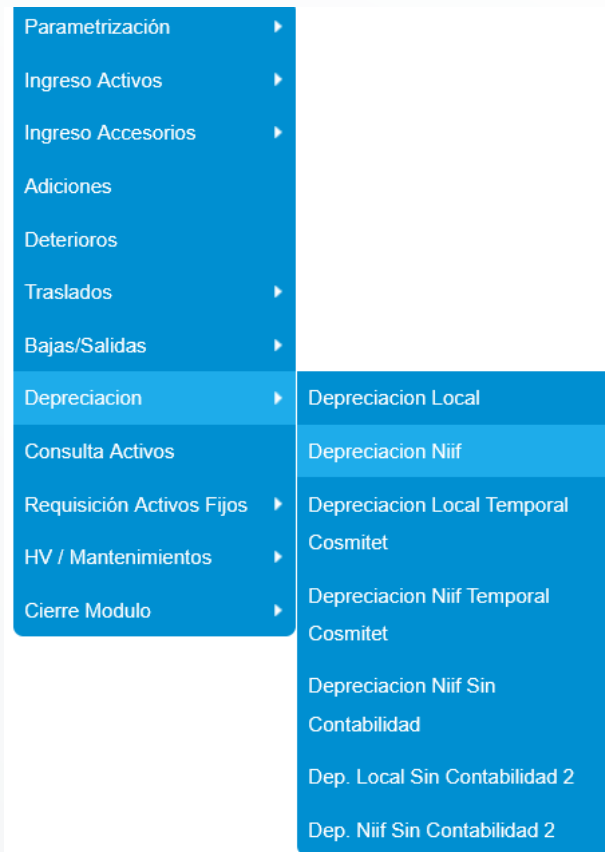 Parametrización
Ingreso Activos
Ingreso Accesorios
Adiciones
Deterioros
Traslados
Bajas/Salidas
Depreciacion
Consulta Activos
Requisición Activos Fijos
HV / Mantenimientos
Cierre Modulo
Depreciacion Local
Depreciacion Niif
Depreciacion Local Temporal
Cosmitet
Depreciacion Niif Temporal
Cosmitet
Depreciacion Niif Sin
Contabilidad
Dep. Local Sin Contabilidad 2
Dep. Niif Sin Contabilidad 2